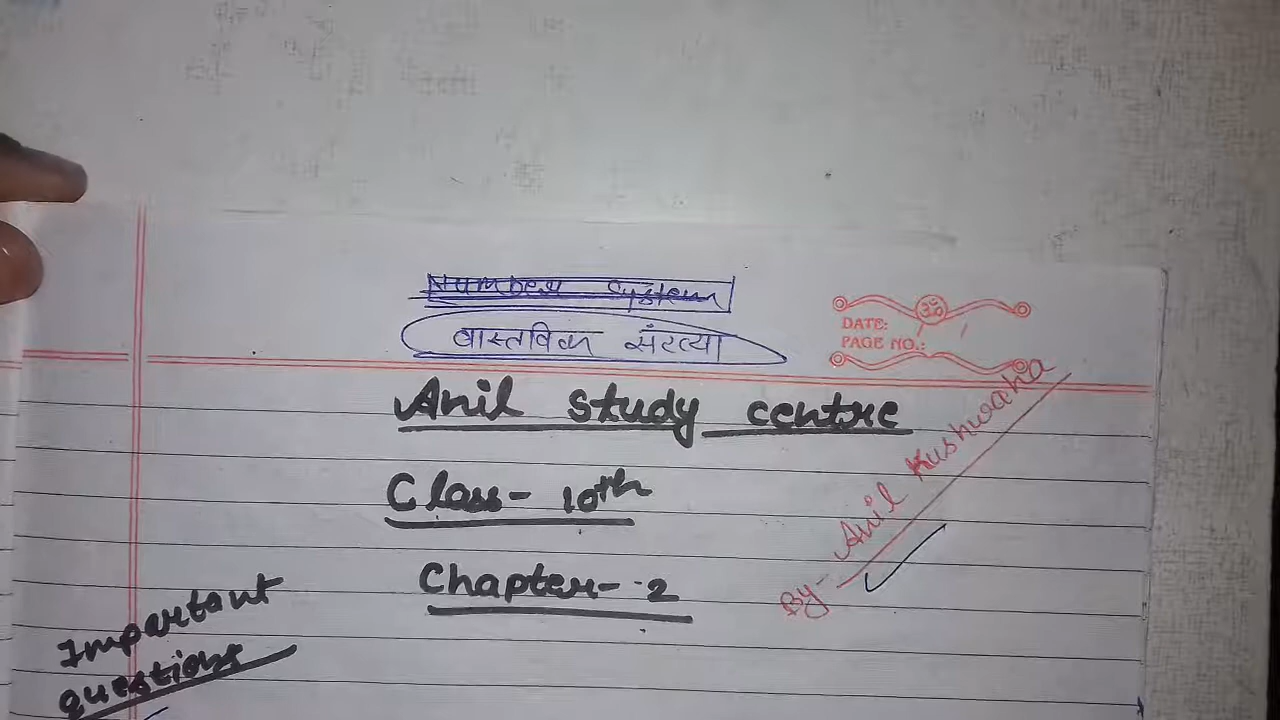 Number System
वास्तविक संख्या
DATE:
PAGE NO.:
Anil study centre
Class- 10th
Chapter- 2
By- Anil Kushwaha
Important
questions